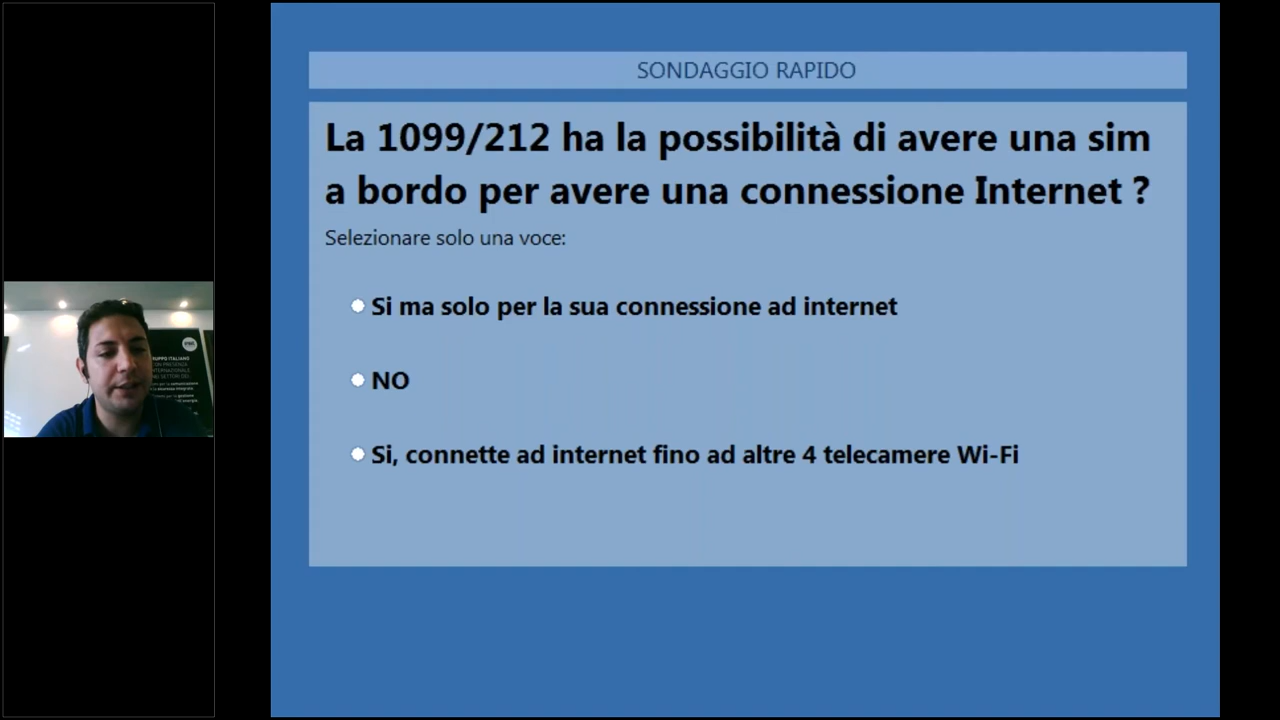 SONDAGGIO RAPIDO
La 1099/212 ha la possibilità di avere una sim
a bordo per avere una connessione Internet ?
Selezionare solo una voce:
Si ma solo per la sua connessione ad internet
NO
Si, connette ad internet fino ad altre 4 telecamere Wi-Fi